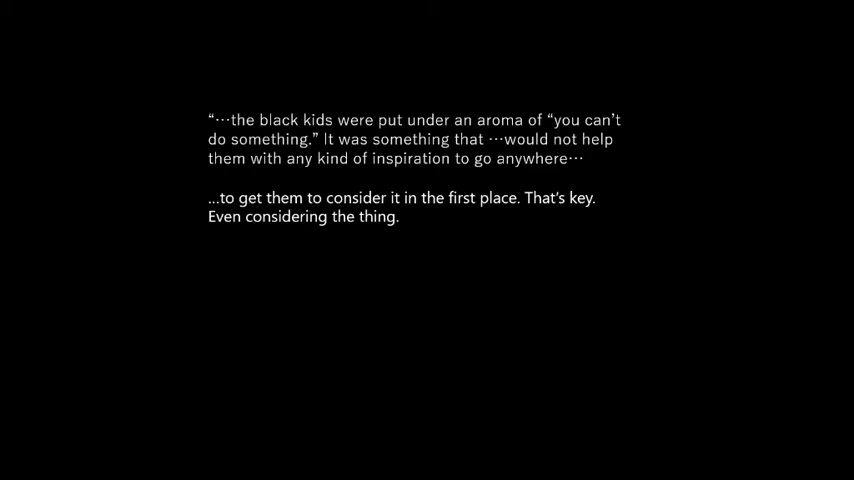 “⋯the black kids were put under an aroma of “you can’t
do something.” It was something that ⋯would not help
them with any kind of inspiration to go anywhere⋯
...to get them to consider it in the first place. That’s key.
Even considering the thing.